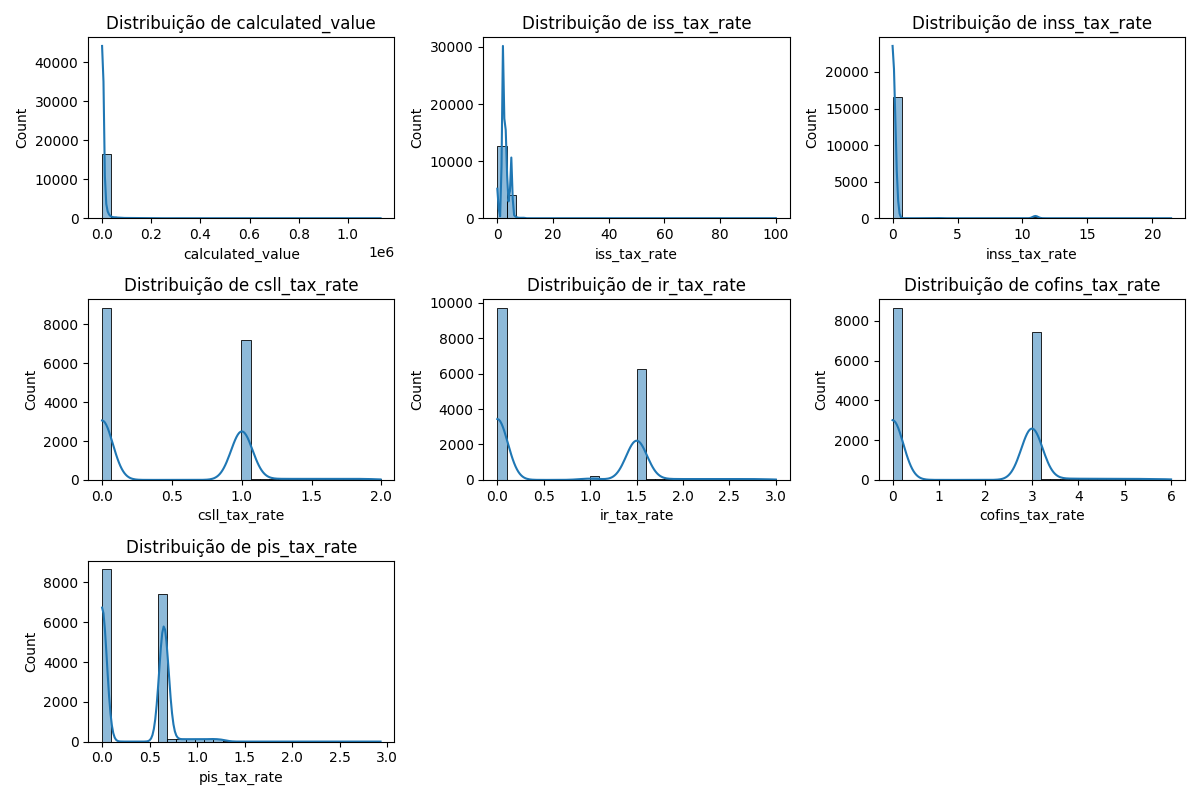 Distribuição de calculated_value
Count
40000
30000
20000
10000
0
0.0 0.2 0.4 0.6 0.8 1.0
1e6
calculated_value
Distribuição de iss_tax_rate
Count
30000
20000
10000
0
0 20 40 60 80 100
iss_tax_rate
Distribuição de inss_tax_rate
Count
20000
15000
10000
5000
0
0 5 10 15 20
inss_tax_rate
Distribuição de csll_tax_rate
Count
8000
6000
4000
2000
0
0.0 0.5 1.0 1.5 2.0
csll_tax_rate
Distribuição de ir_tax_rate
Count
10000
8000
6000
4000
2000
0
0.0 0.5 1.0 1.5 2.0 2.5 3.0
ir_tax_rate
Distribuição de cofins_tax_rate
Count
8000
6000
4000
2000
0
0 1 2 3 4 5 6
cofins_tax_rate
Distribuição de pis_tax_rate
Count
8000
6000
4000
2000
0
0.0 0.5 1.0 1.5 2.0 2.5 3.0
pis_tax_rate